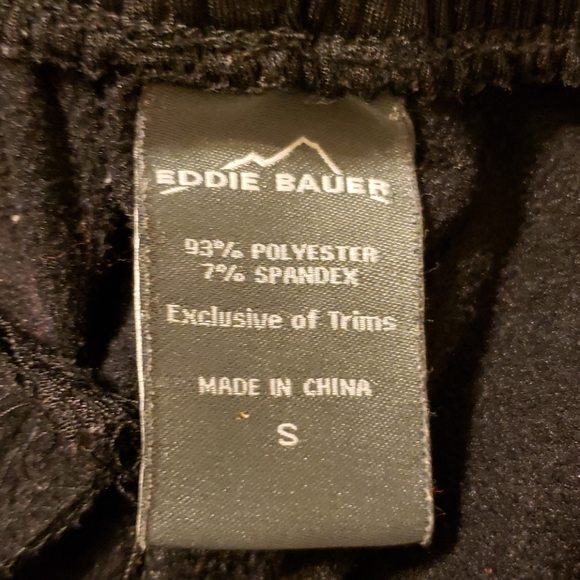 EDDIE BAUER
93% POLYESTER
7% SPANDEX
Exclusive of Trims
MADE IN CHINA
S